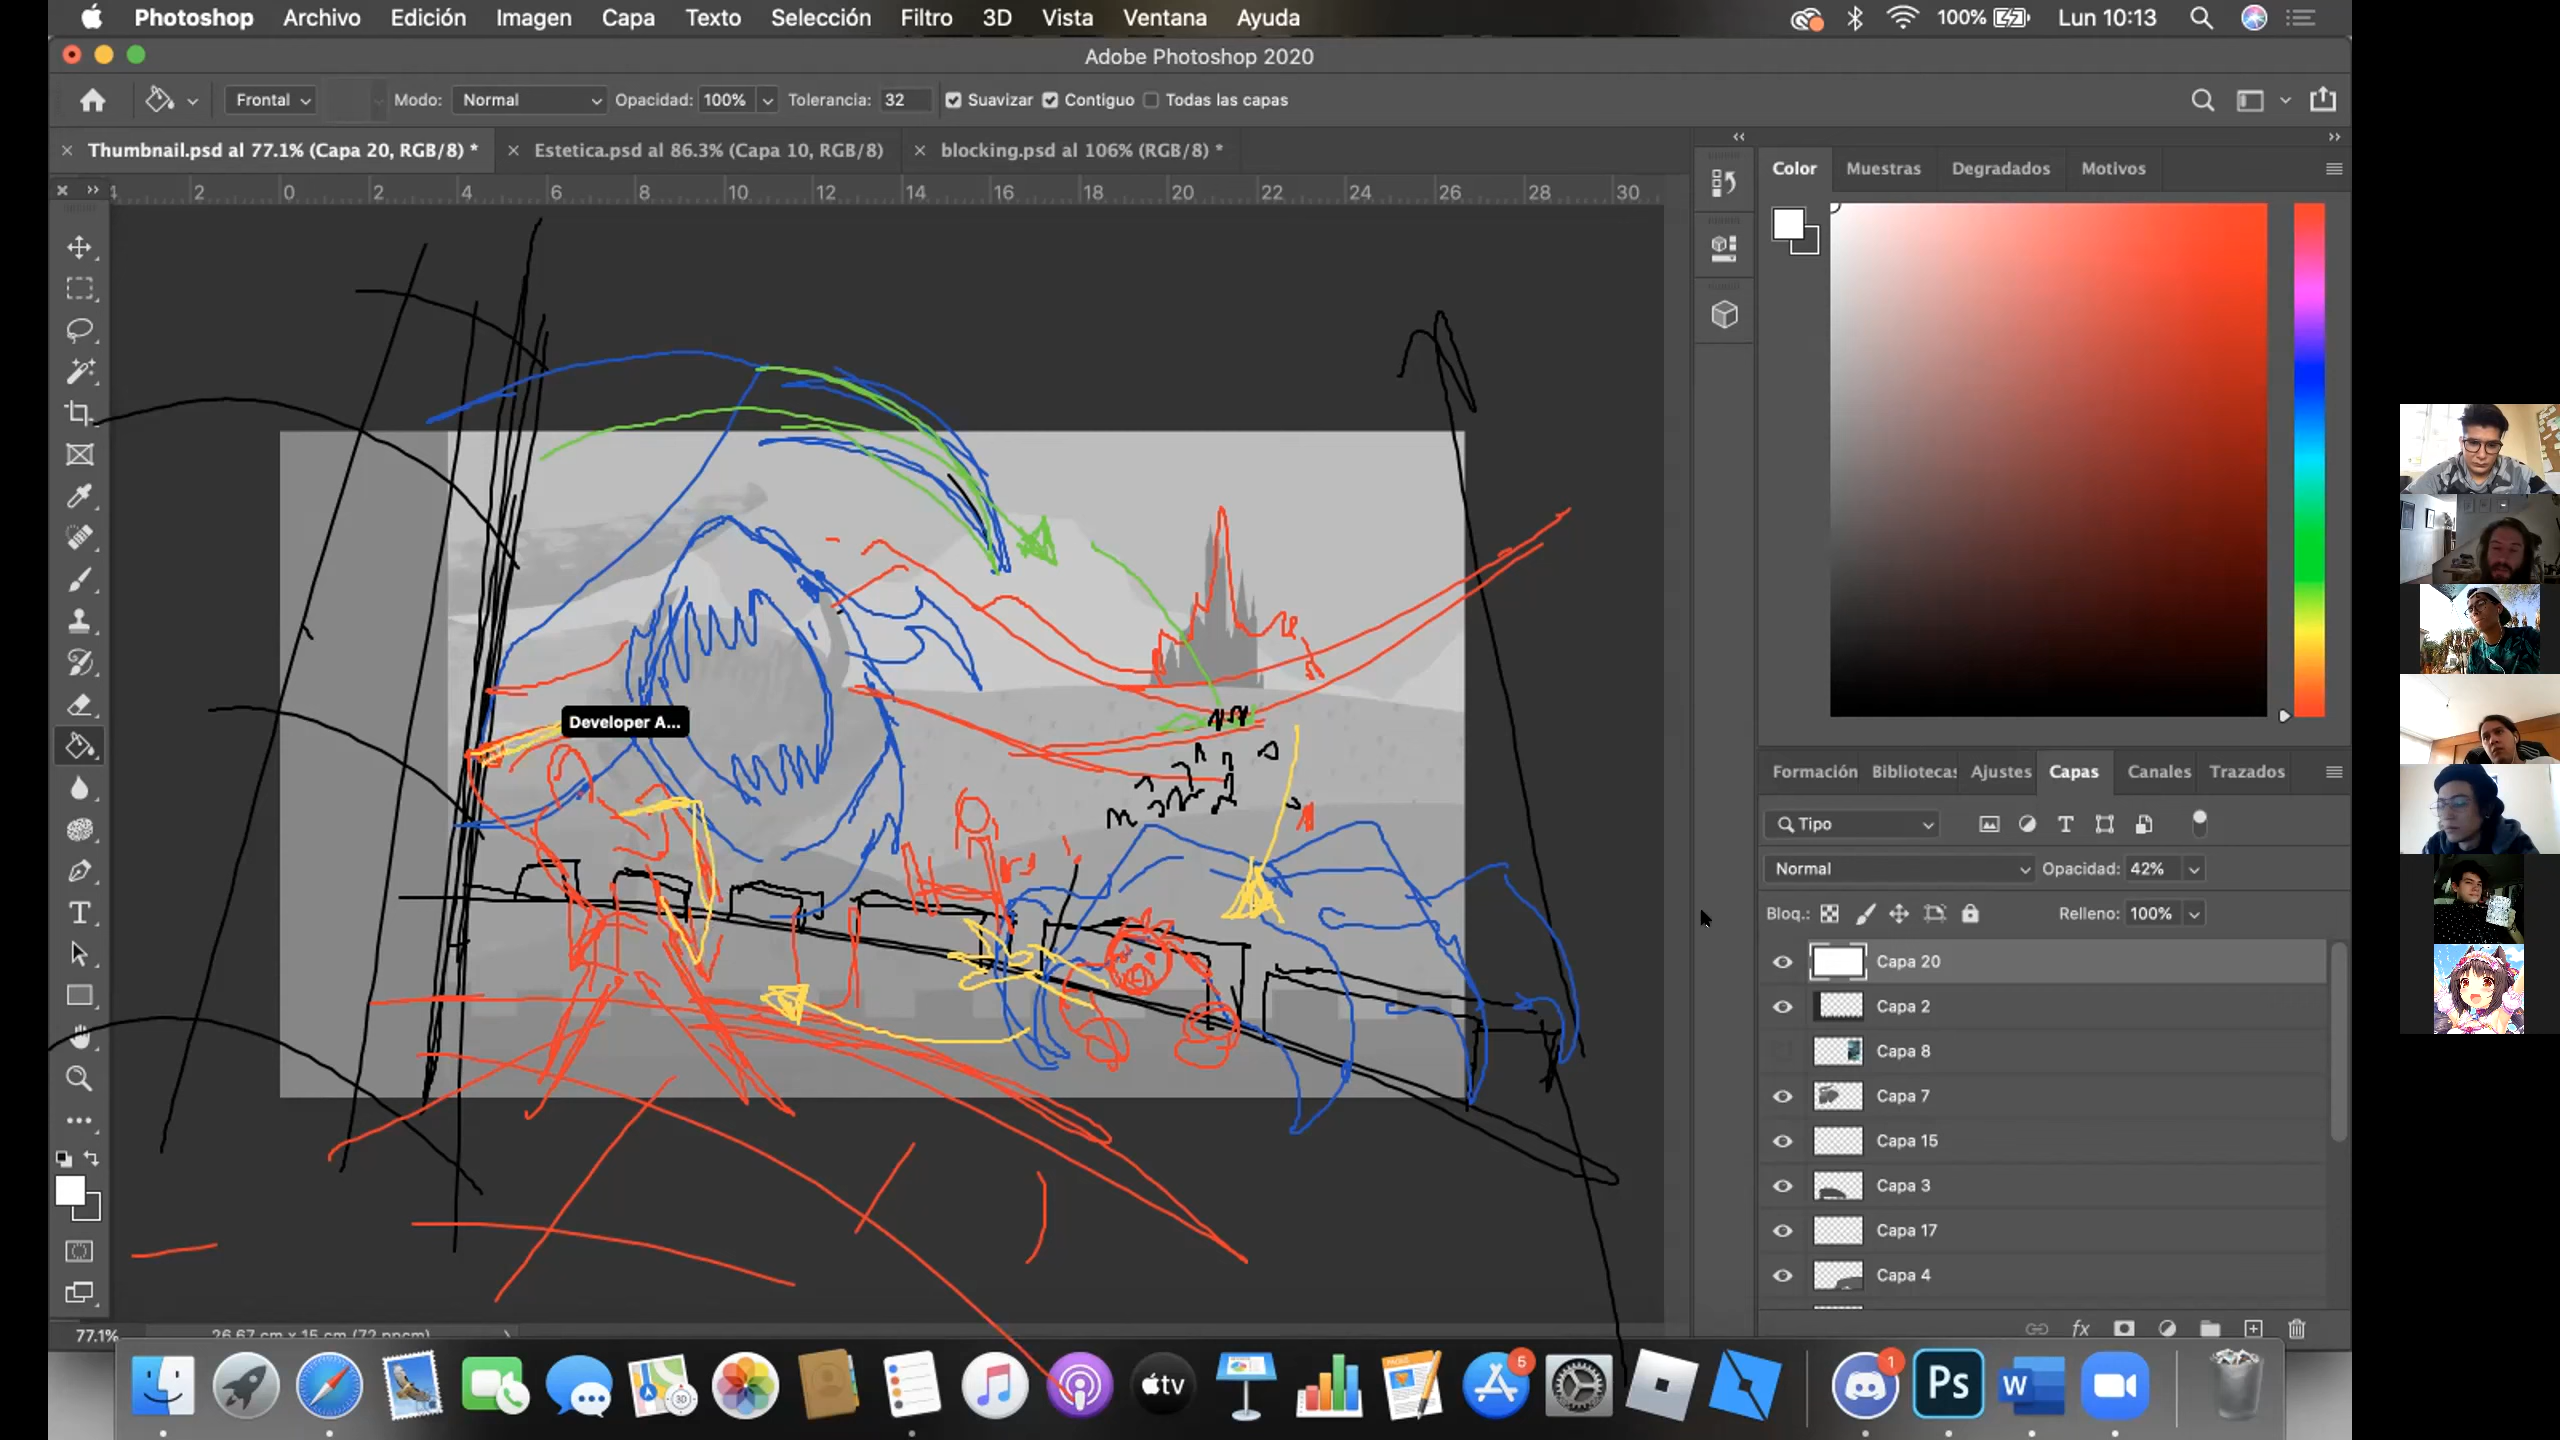 Photoshop Archivo Edición Imagen Capa Texto Selección Filtro 3D Vista Ventana Ayuda 100% Lun 10:13
Adobe Photoshop 2020
Frontal Modo: Normal Opacidad: 100% Tolerancia: 32 Suavizar Contiguo Todas las capas
Thumbnail.psd al 77.1% (Capa 20, RGB/8) * Estetica.psd al 86.3% (Capa 10, RGB/8) blocking.psd al 106% (RGB/8) *
4 2 0 2 4 6 8 10 12 14 16 18 20 22 24 26 28 30
Color Muestras Degradados Motivos
Developer A...
Formación Bibliotecas Ajustes Capas Canales Trazados
Tipo
Normal Opacidad: 42%
Bloq.: Relleno: 100%
Capa 20
Capa 2
Capa 8
Capa 7
Capa 15
Capa 3
Capa 17
Capa 4
fx
77.1% 26.67 cm x 15 cm (72 ppcm)
30 tv PAGES 5 1 Ps W